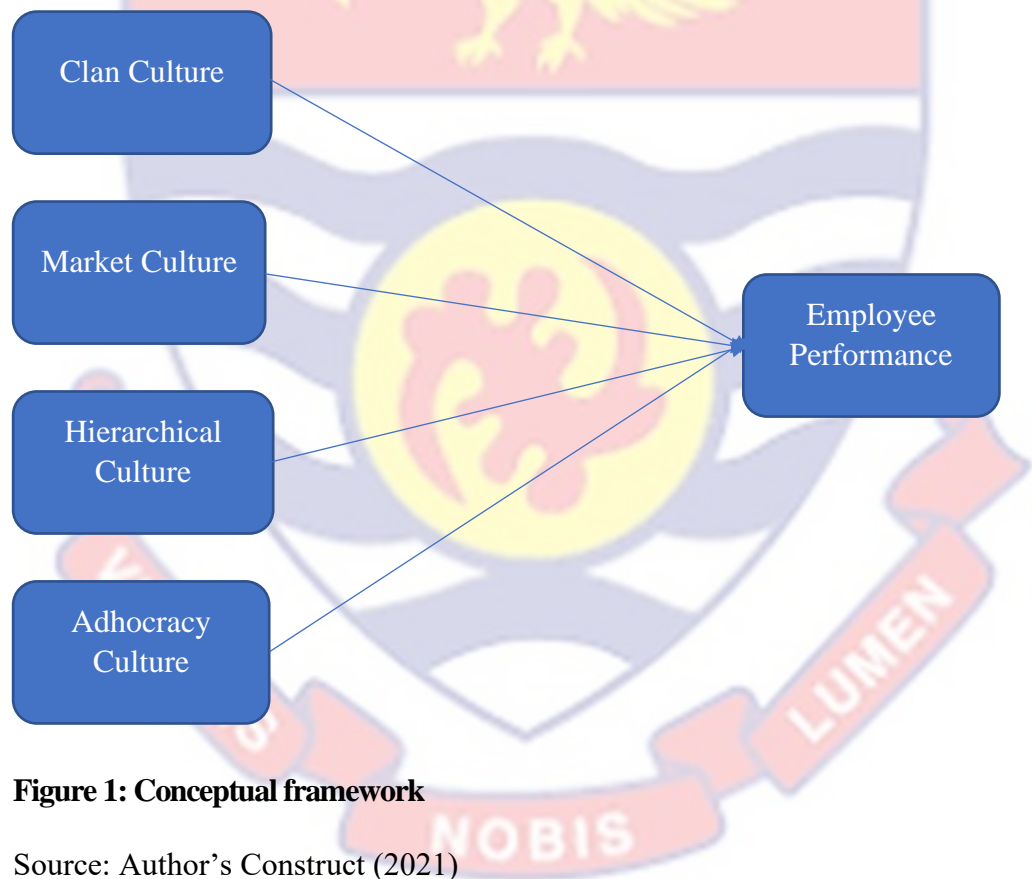 Clan Culture
Market Culture
Hierarchical
Culture
Adhocracy
Culture
Employee
Performance
LUMEN
NOBIS
Figure 1: Conceptual framework
Source: Author's Construct (2021)